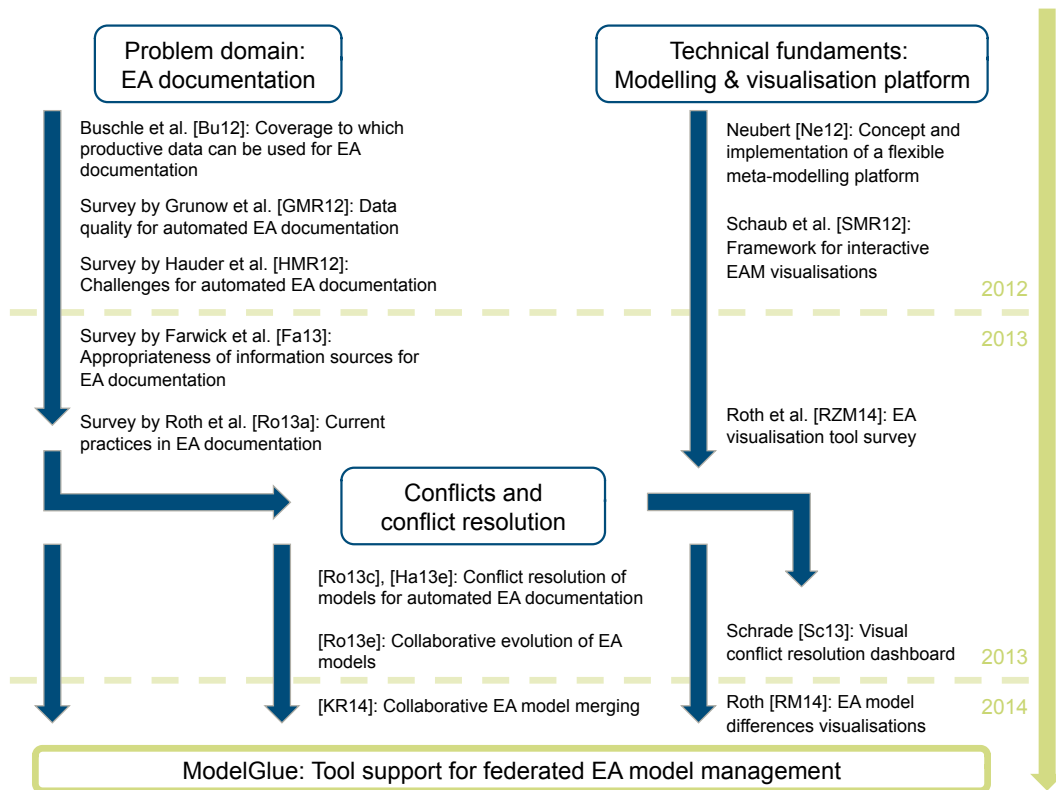 Problem domain:
EA documentation
Technical fundaments:
Modelling & visualisation platform
Buschle et al. [Bu12]: Coverage to which
productive data can be used for EA
documentation
Survey by Grunow et al. [GMR12]: Data
quality for automated EA documentation
Survey by Hauder et al. [HMR12]:
Challenges for automated EA documentation
Neubert [Ne12]: Concept and
implementation of a flexible
meta-modelling platform
Schaub et al. [SMR12]:
Framework for interactive
EAM visualisations
2012
2013
Survey by Farwick et al. [Fa13]:
Appropriateness of information sources for
EA documentation
Survey by Roth et al. [Ro13a]: Current
practices in EA documentation
Roth et al. [RZM14]: EA
visualisation tool survey
Conflicts and
conflict resolution
[Ro13c], [Ha13e]: Conflict resolution of
models for automated EA documentation
[Ro13e]: Collaborative evolution of EA
models
Schrade [Sc13]: Visual
conflict resolution dashboard
2013
2014
[KR14]: Collaborative EA model merging
Roth [RM14]: EA model
differences visualisations
ModelGlue: Tool support for federated EA model management